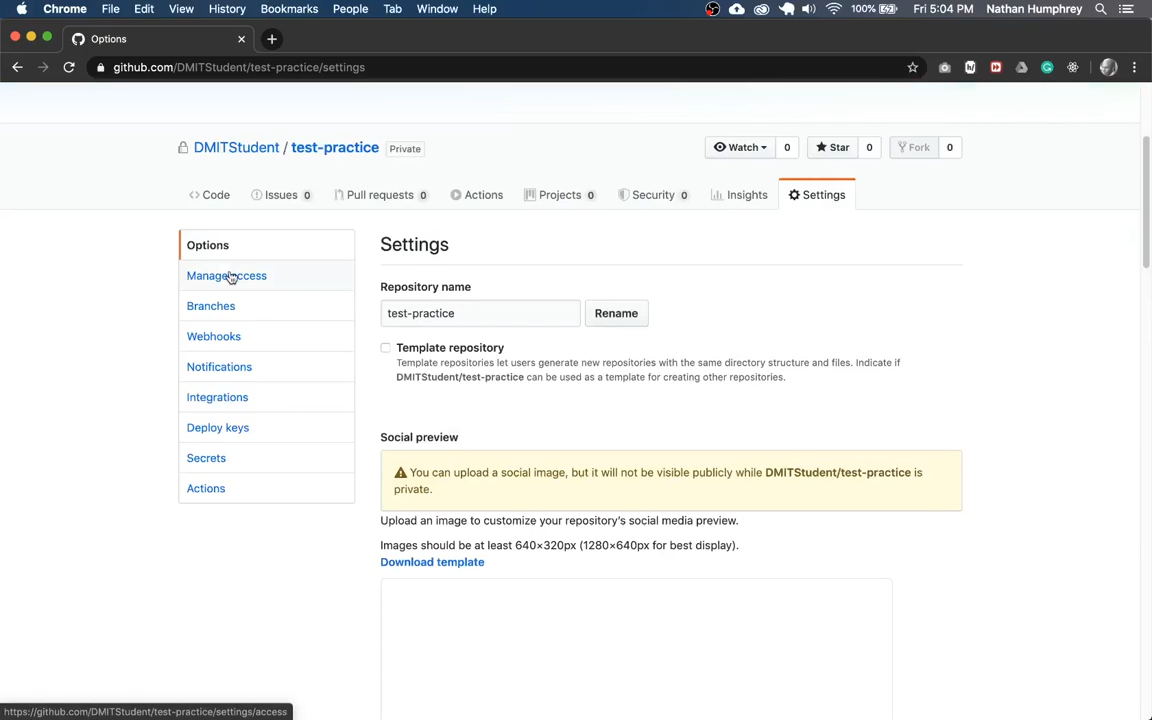 Chrome File Edit View History Bookmarks People Tab Window Help 100% Fri 5:04 PM Nathan Humphrey
Options
github.com/DMITStudent/test-practice/settings
DMITStudent / test-practice Private Watch 0 Star 0 Fork 0
Code Issues 0 Pull requests 0 Actions Projects 0 Security 0 Insights Settings
Options
Manage access
Branches
Webhooks
Notifications
Integrations
Deploy keys
Secrets
Actions
Settings
Repository name
test-practice Rename
Template repository
Template repositories let users generate new repositories with the same directory structure and files. Indicate if
DMITStudent/test-practice can be used as a template for creating other repositories.
Social preview
You can upload a social image, but it will not be visible publicly while DMITStudent/test-practice is
private.
Upload an image to customize your repository's social media preview.
Images should be at least 640×320px (1280×640px for best display).
Download template
https://github.com/DMITStudent/test-practice/settings/access